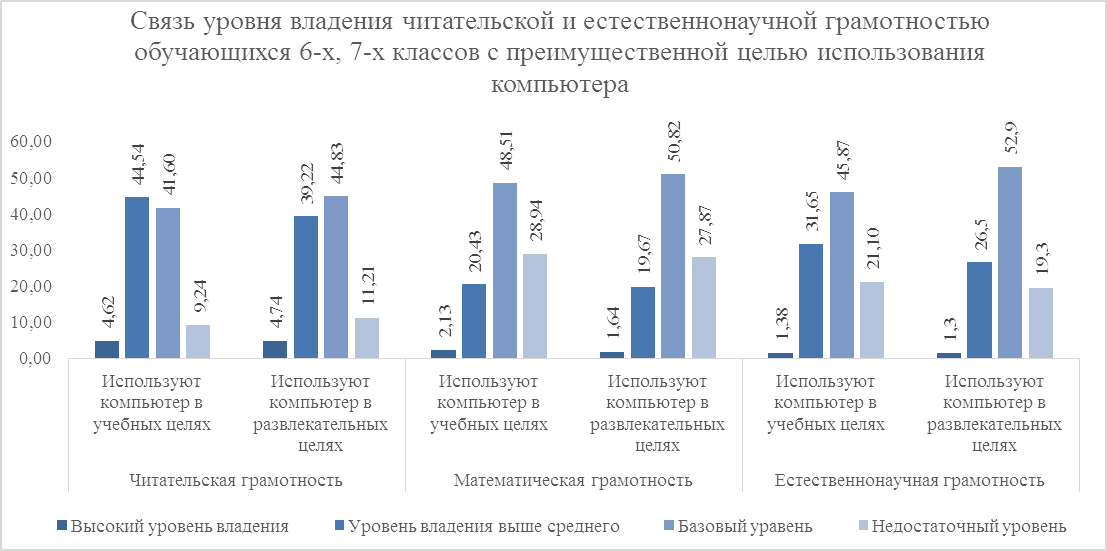 Связь уровня владения читательской и естественнонаучной грамотностью
обучающихся 6-х, 7-х классов с преимущественной целью использования
компьютера
60,00
50,00
40,00
30,00
20,00
10,00
0,00
4,62
44,54
41,60
9,24
4,74
39,22
44,83
11,21
2,13
20,43
48,51
28,94
1,64
19,67
50,82
27,87
1,38
31,65
45,87
21,10
1,3
26,5
52,9
19,3
Используют
компьютер в
учебных целях
Используют
компьютер в
развлекательных
целях
Используют
компьютер в
учебных целях
Используют
компьютер в
развлекательных
целях
Используют
компьютер в
учебных целях
Используют
компьютер в
развлекательных
целях
Читательская грамотность
Математическая грамотность
Естественнонаучная грамотность
Высокий уровень владения
Уровень владения выше среднего
Базовый уравень
Недостаточный уровень